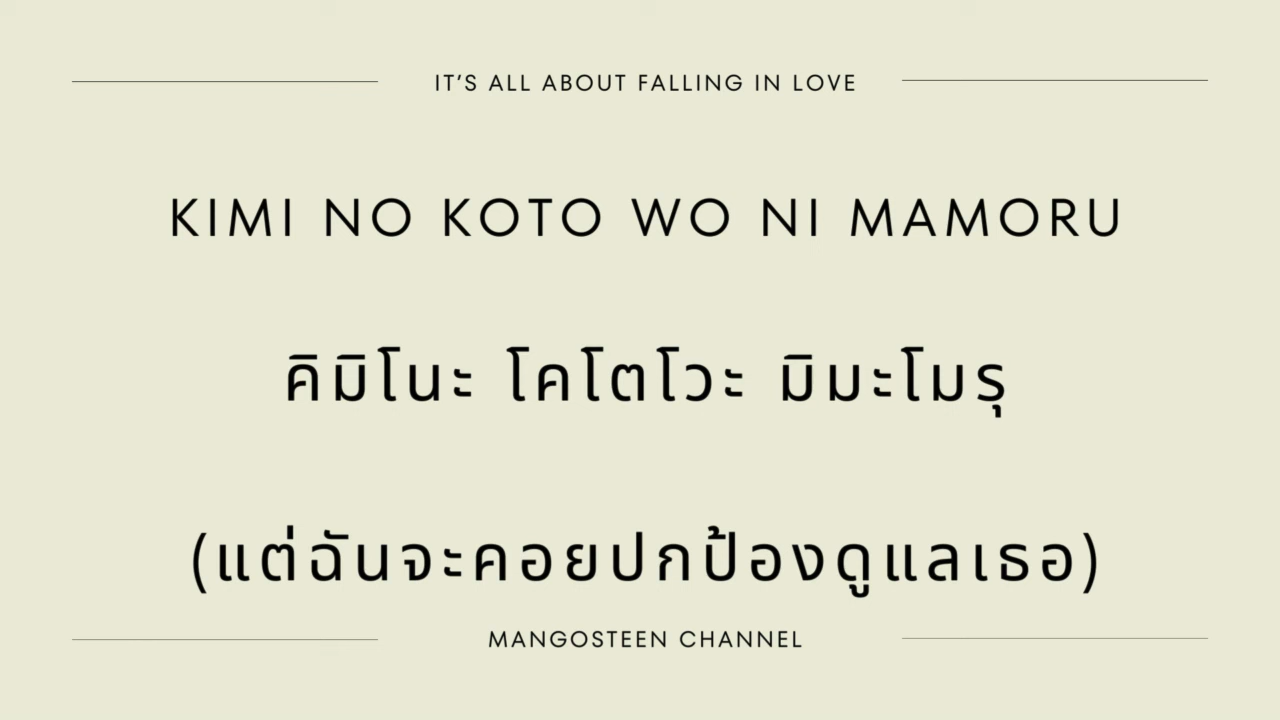 IT'S ALL ABOUT FALLING IN LOVE
KIMI NO KOTO WO NI MAMORU
คิมิโนะ โคโตโวะ มิมะโมรุ
(แต่ฉันจะคอยปกป้องดูแลเธอ)
MANGOSTEEN CHANNEL